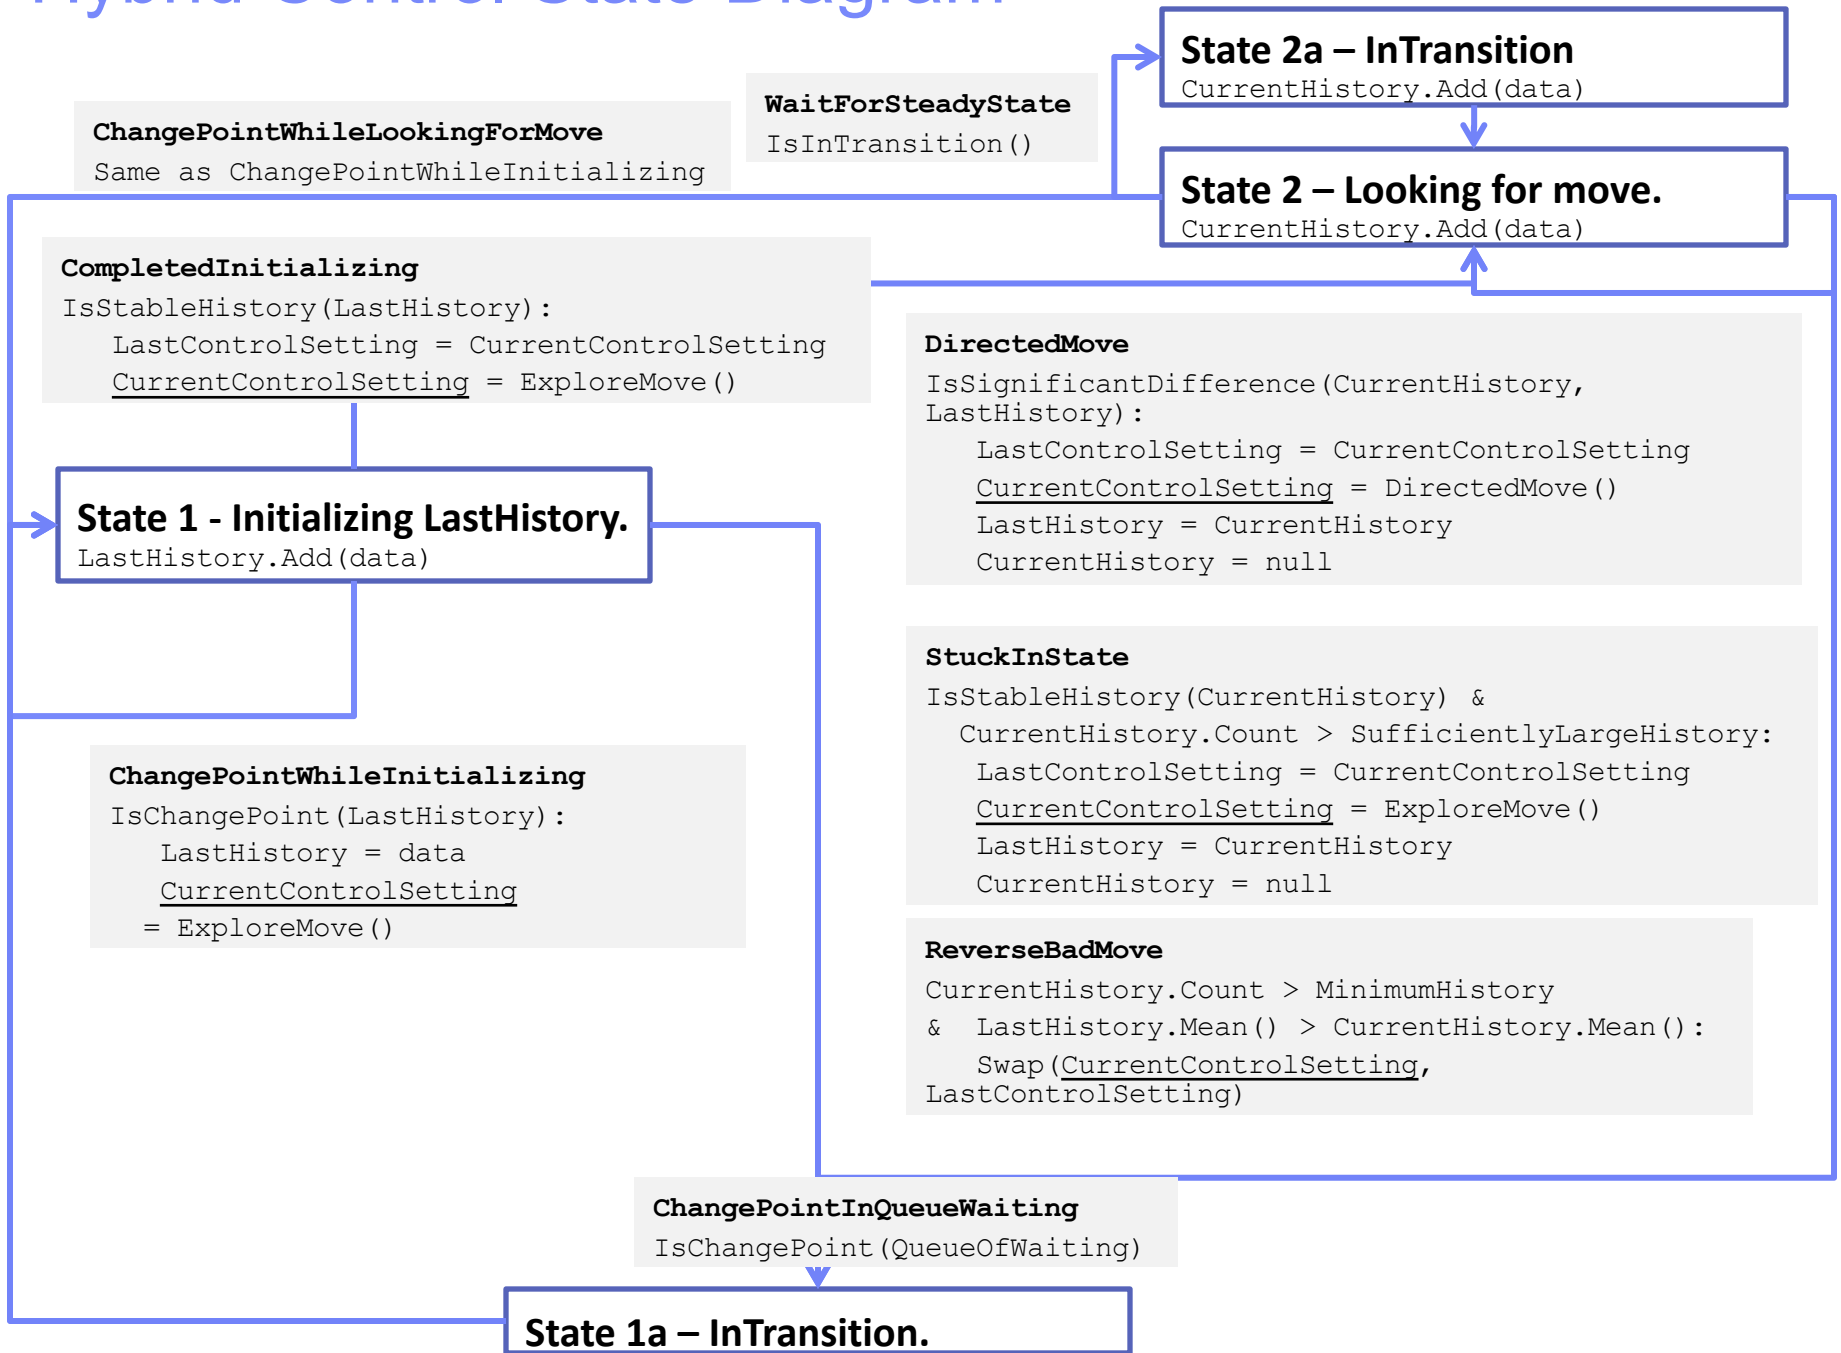 Hybrid Control State Diagram
State 2a – InTransition
CurrentHistory.Add(data)
WaitForSteadyState
IsInTransition()
ChangePointWhileLookingForMove
Same as ChangePointWhileInitializing
State 2 – Looking for move.
CurrentHistory.Add(data)
CompletedInitializing
IsStableHistory(LastHistory):
LastControlSetting = CurrentControlSetting
CurrentControlSetting = ExploreMove()
DirectedMove
IsSignificantDifference(CurrentHistory,
LastHistory):
LastControlSetting = CurrentControlSetting
CurrentControlSetting = DirectedMove()
LastHistory = CurrentHistory
CurrentHistory = null
State 1 - Initializing LastHistory.
LastHistory.Add(data)
StuckInState
IsStableHistory(CurrentHistory) &
CurrentHistory.Count > SufficientlyLargeHistory:
LastControlSetting = CurrentControlSetting
CurrentControlSetting = ExploreMove()
LastHistory = CurrentHistory
CurrentHistory = null
ChangePointWhileInitializing
IsChangePoint(LastHistory):
LastHistory = data
CurrentControlSetting
= ExploreMove()
ReverseBadMove
CurrentHistory.Count > MinimumHistory
& LastHistory.Mean() > CurrentHistory.Mean():
Swap(CurrentControlSetting,
LastControlSetting)
ChangePointInQueueWaiting
IsChangePoint(QueueOfWaiting)
State 1a – InTransition.